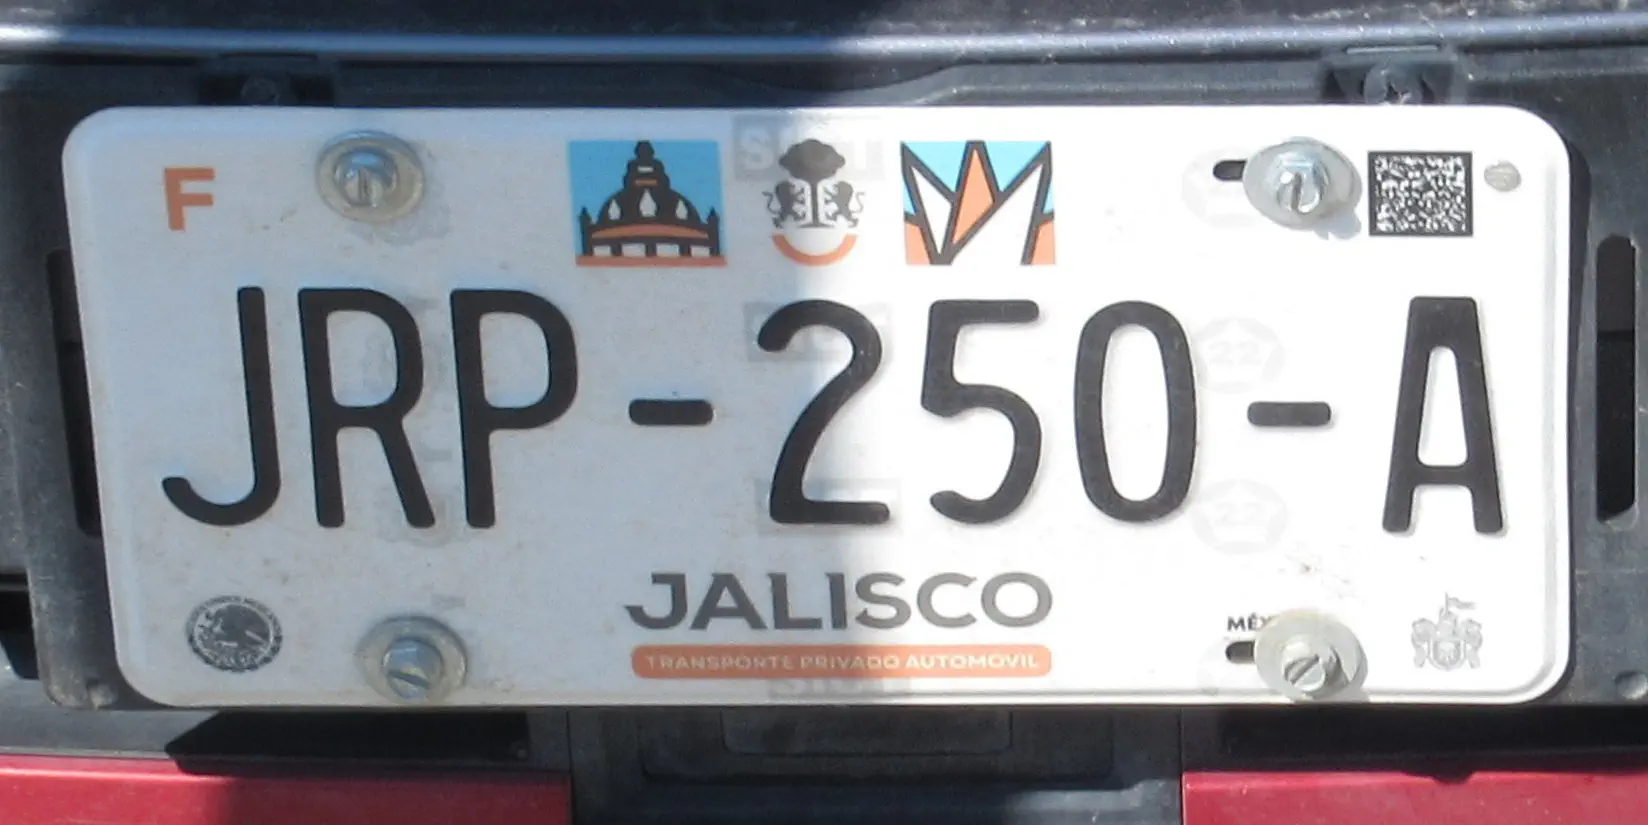 F
JRP-250-A
JALISCO
TRANSPORTE PRIVADO AUTOMOVIL